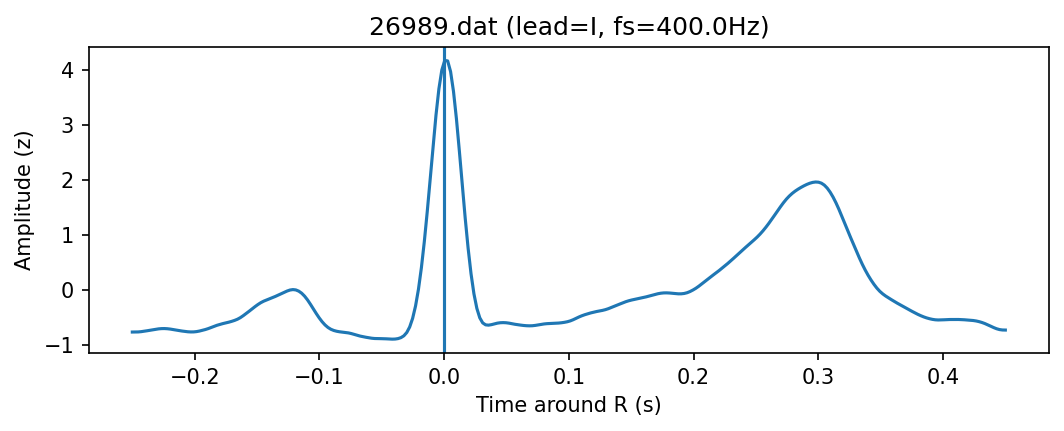 26989.dat (lead=I, fs=400.0Hz)
Amplitude (z)
4
3
2
1
0
−1
−0.2 −0.1 0.0 0.1 0.2 0.3 0.4
Time around R (s)